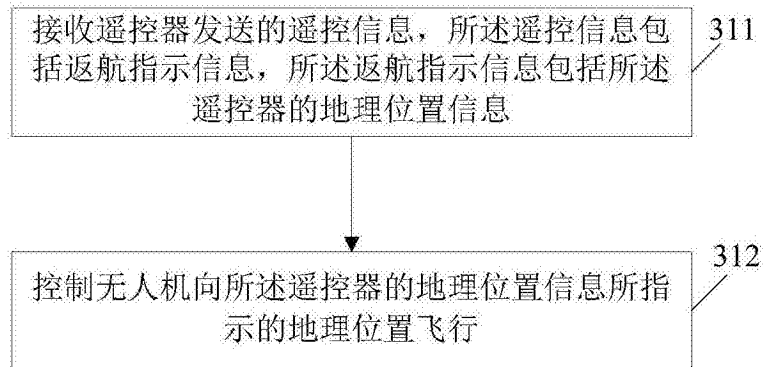 接收遥控器发送的遥控信息，所述遥控信息包
括返航指示信息，所述返航指示信息包括所述
遥控器的地理位置信息
311
控制无人机向所述遥控器的地理位置信息所指
示的地理位置飞行
312